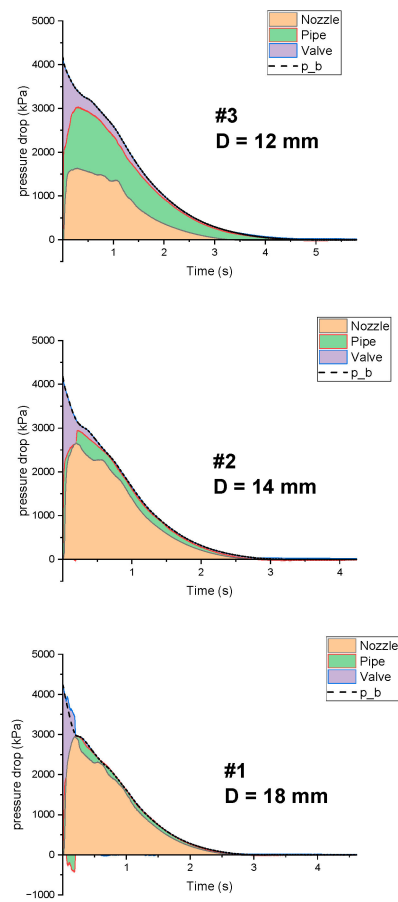 Nozzle
Pipe
Valve
p_b
5000
4000
3000
2000
1000
0
pressure drop (kPa)
#3
D = 12 mm
1 2 3 4 5
Time (s)
Nozzle
Pipe
Valve
p_b
5000
4000
3000
2000
1000
0
pressure drop (kPa)
#2
D = 14 mm
1 2 3 4
Time (s)
Nozzle
Pipe
Valve
p_b
5000
4000
3000
2000
1000
0
−1000
pressure drop (kPa)
#1
D = 18 mm
1 2 3 4
Time (s)